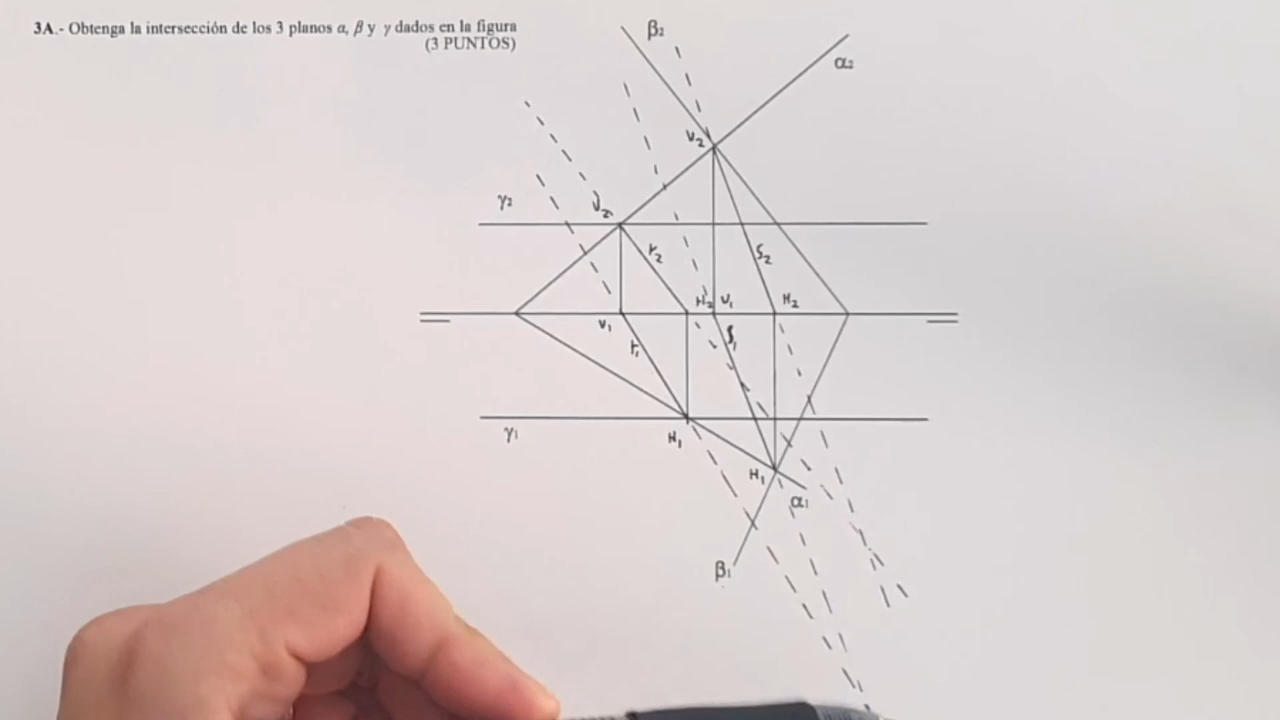 3A.- Obtenga la intersección de los 3 planos α, β y γ dados en la figura
(3 PUNTOS)
β₂
α₂
V₂
γ₂
V₂
r₂
s₂
H₂ V₁ H₂
V₁
r₁
s₁
γ₁
H₁
H₁
α₁
β₁